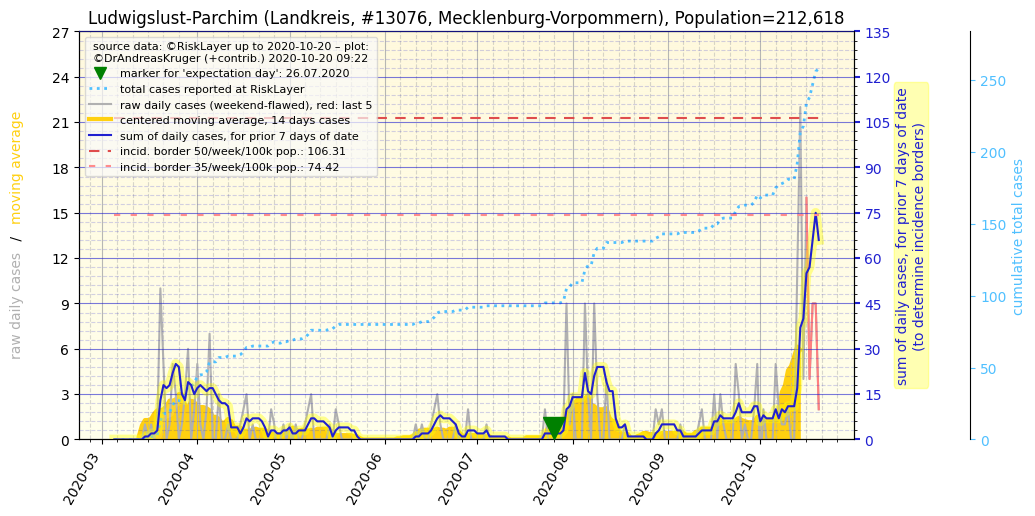 Ludwigslust-Parchim (Landkreis, #13076, Mecklenburg-Vorpommern), Population=212,618
source data: ©RiskLayer up to 2020-10-20 – plot:
©DrAndreasKruger (+contrib.) 2020-10-20 09:22
marker for 'expectation day': 26.07.2020
total cases reported at RiskLayer
raw daily cases (weekend-flawed), red: last 5
centered moving average, 14 days cases
sum of daily cases, for prior 7 days of date
incid. border 50/week/100k pop.: 106.31
incid. border 35/week/100k pop.: 74.42
raw daily cases / moving average
27
24
21
18
15
12
9
6
3
0
2020-03
2020-04
2020-05
2020-06
2020-07
2020-08
2020-09
2020-10
135
120
105
90
75
60
45
30
15
0
sum of daily cases, for prior 7 days of date
(to determine incidence borders)
250
200
150
100
50
0
cumulative total cases